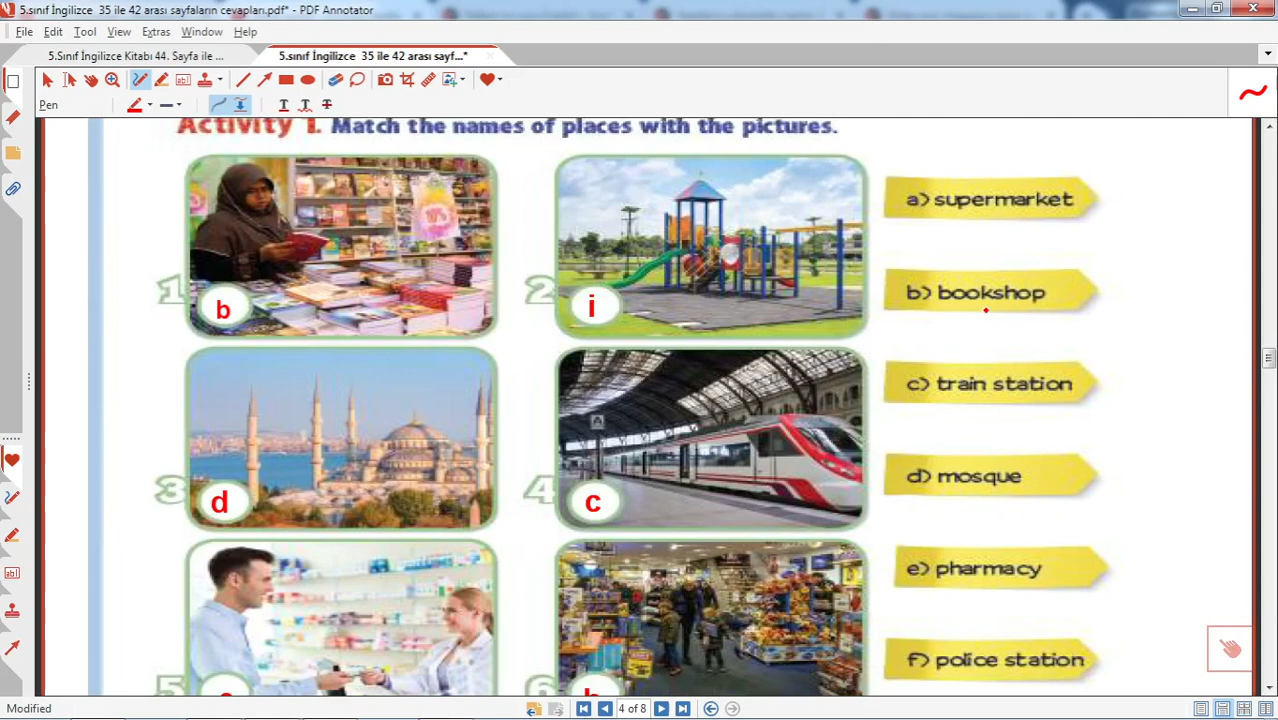 5.sınıf İngilizce 35 ile 42 arası sayfaların cevapları.pdf* - PDF Annotator
File Edit Tool View Extras Window Help
5.Sınıf İngilizce Kitabı 44. Sayfa ile ...
5.sınıf İngilizce 35 ile 42 arası sayf...*
Pen
Activity 1. Match the names of places with the pictures.
1 b
2 i
a) supermarket
b) bookshop
3 d
4 c
c) train station
d) mosque
e) pharmacy
5
6
f) police station
Modified
4 of 8